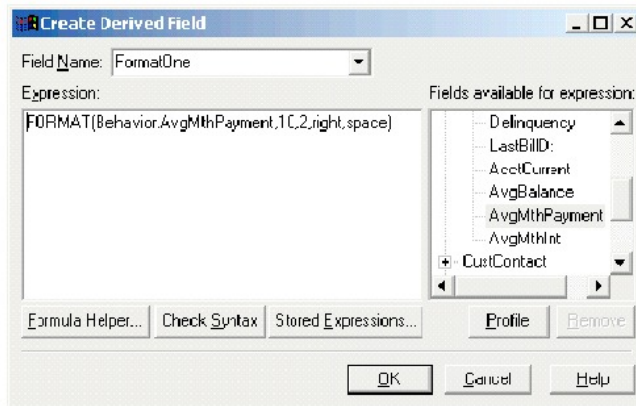 Create Derived Field
Field Name: FormatOne
Expression:
Fields available for expression:
FORMAT(Behavior.AvgMthPayment,10,2,right,space)
Delinquency
LastBillD:
AcctCurrent
AvgBalance
AvgMthPayment
AvgMthInt
CustContact
Formula Helper...
Check Syntax
Stored Expressions...
Profile
Remove
OK
Cancel
Help